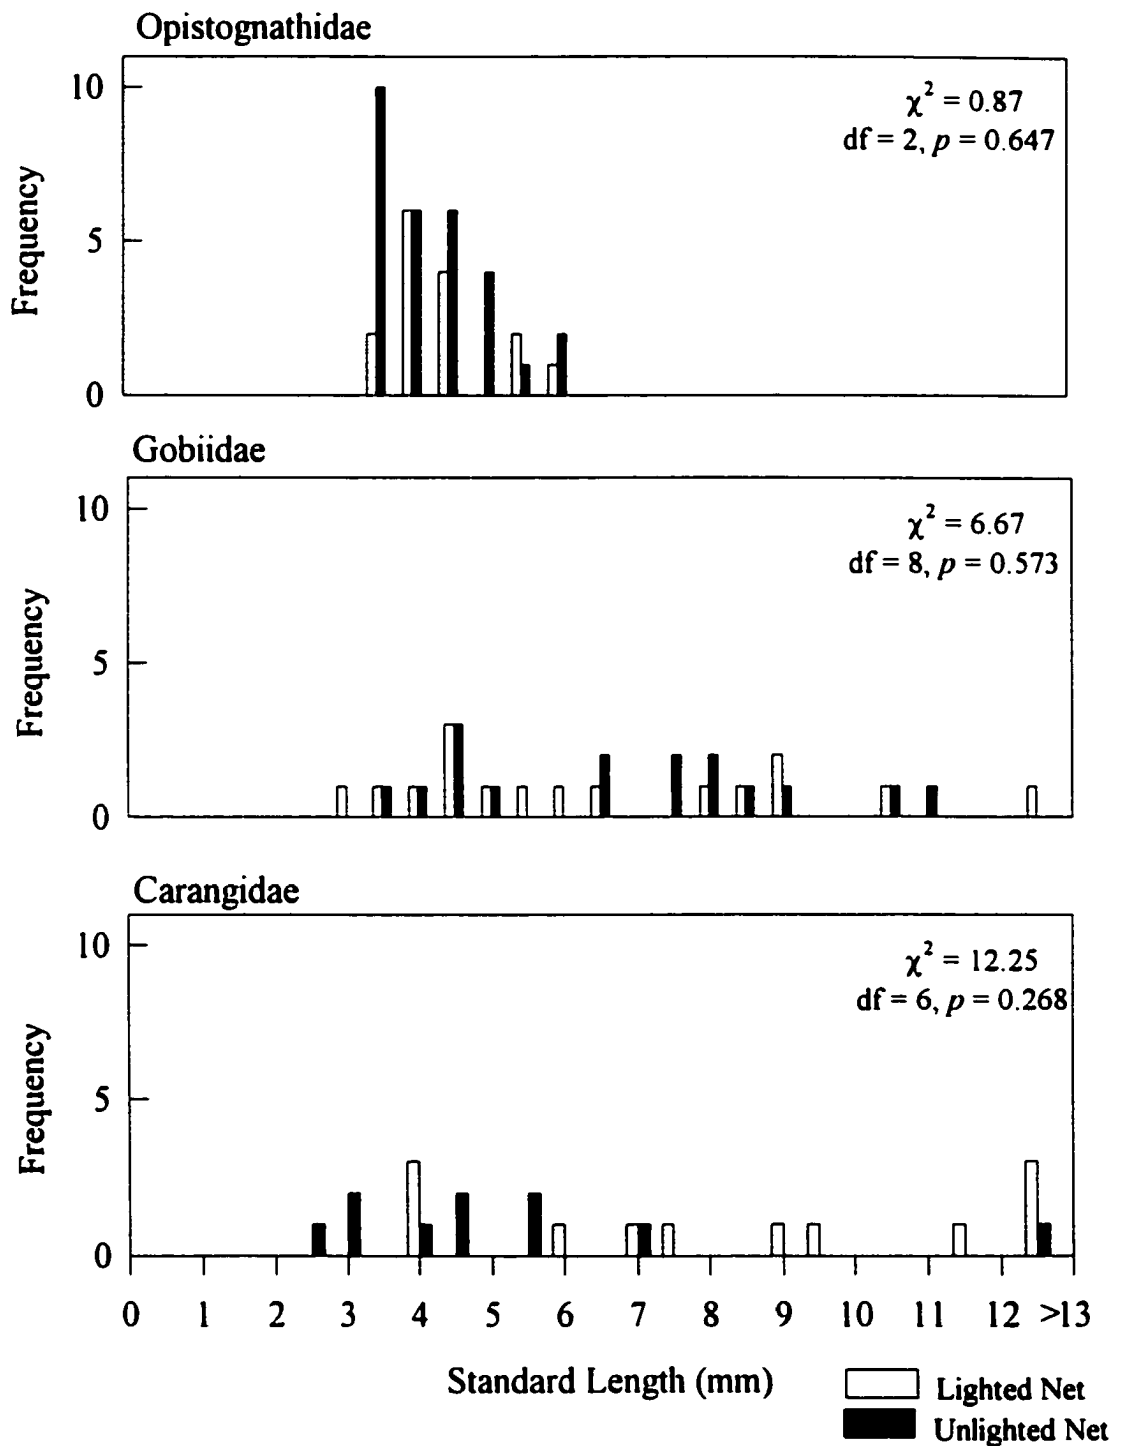 Opistognathidae
10
5
0
Frequency
χ² = 0.87
df = 2, p = 0.647
Gobiidae
10
5
0
Frequency
χ² = 6.67
df = 8, p = 0.573
Carangidae
10
5
0
Frequency
χ² = 12.25
df = 6, p = 0.268
0 1 2 3 4 5 6 7 8 9 10 11 12 >13
Standard Length (mm)
Lighted Net
Unlighted Net